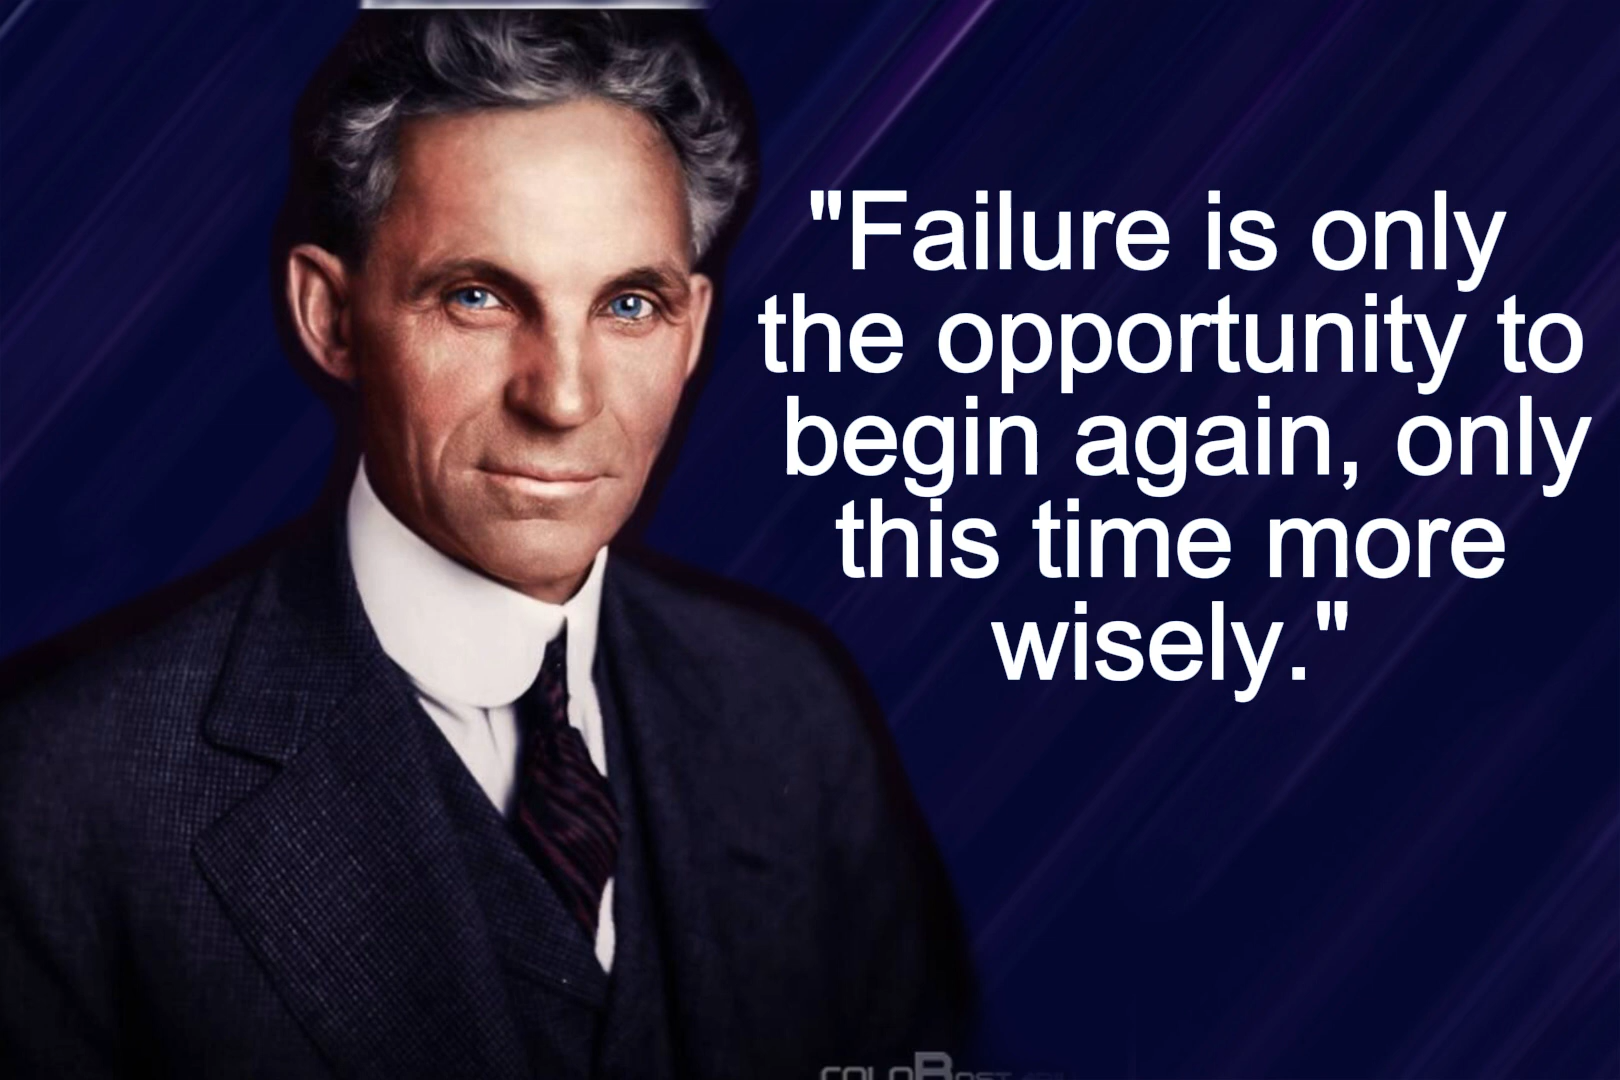 "Failure is only
the opportunity to
begin again, only
this time more
wisely."